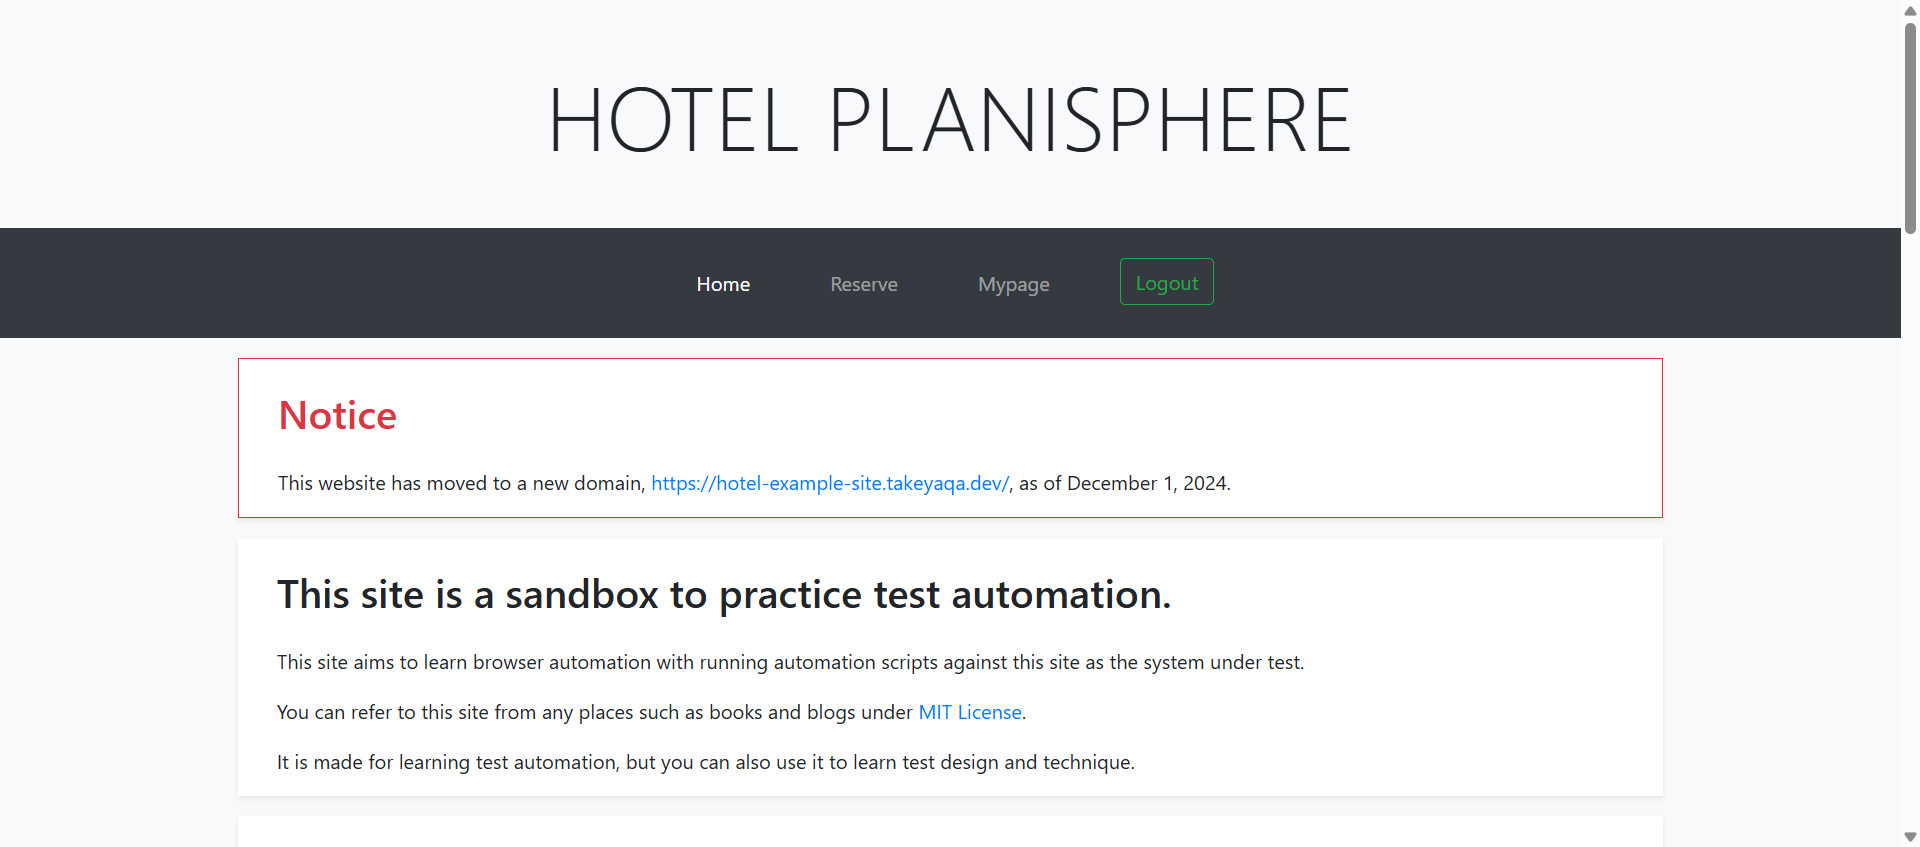 HOTEL PLANISPHERE
Home Reserve Mypage Logout
Notice
This website has moved to a new domain, https://hotel-example-site.takeyaqa.dev/, as of December 1, 2024.
This site is a sandbox to practice test automation.
This site aims to learn browser automation with running automation scripts against this site as the system under test.
You can refer to this site from any places such as books and blogs under MIT License.
It is made for learning test automation, but you can also use it to learn test design and technique.